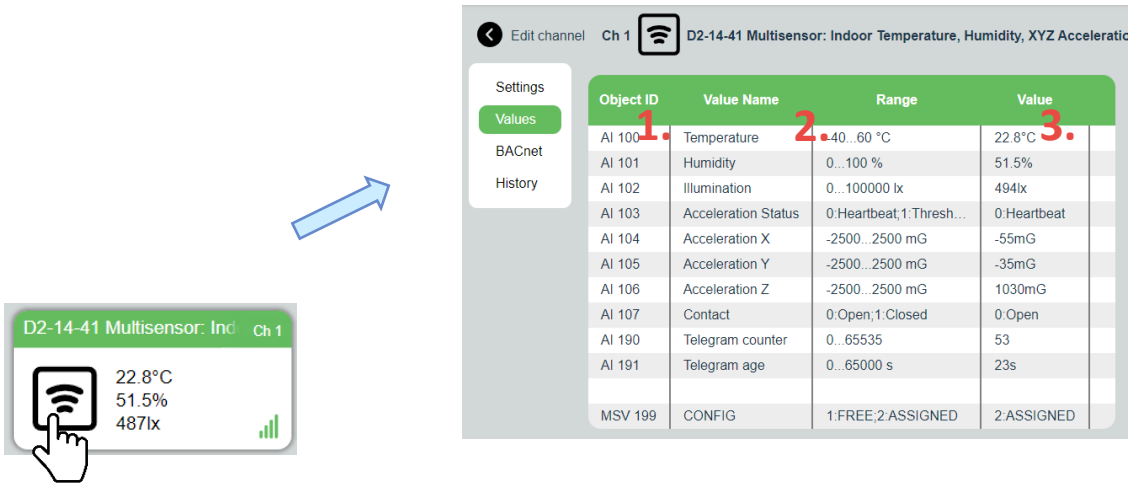 Edit channel Ch 1 D2-14-41 Multisensor: Indoor Temperature, Humidity, XYZ Acceleratio
Settings
Values
BACnet
History
Object ID Value Name Range Value
1. 2. 3.
AI 100 Temperature -40...60 °C 22.8°C
AI 101 Humidity 0...100 % 51.5%
AI 102 Illumination 0...100000 lx 494lx
AI 103 Acceleration Status 0:Heartbeat;1:Thresh... 0:Heartbeat
AI 104 Acceleration X -2500...2500 mG -55mG
AI 105 Acceleration Y -2500...2500 mG -35mG
AI 106 Acceleration Z -2500...2500 mG 1030mG
AI 107 Contact 0:Open;1:Closed 0:Open
AI 190 Telegram counter 0...65535 53
AI 191 Telegram age 0...65000 s 23s
MSV 199 CONFIG 1:FREE;2:ASSIGNED 2:ASSIGNED
D2-14-41 Multisensor: Ind Ch 1
22.8°C
51.5%
487lx